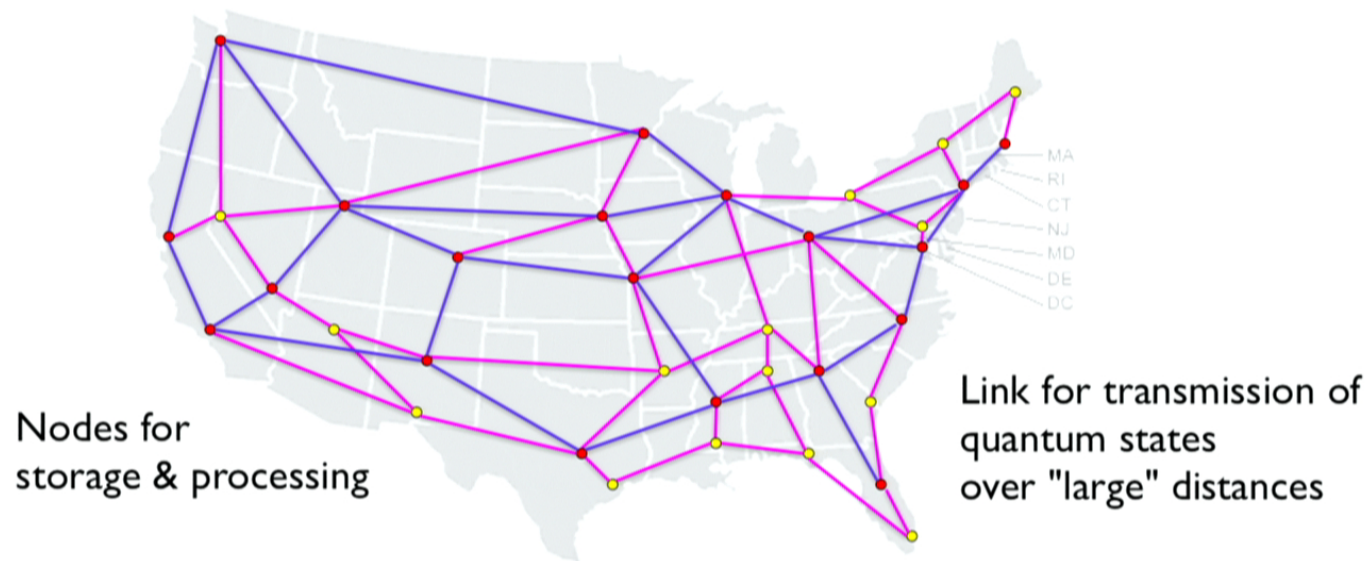 MA
RI
CT
NJ
MD
DE
DC
Nodes for
storage & processing
Link for transmission of
quantum states
over "large" distances